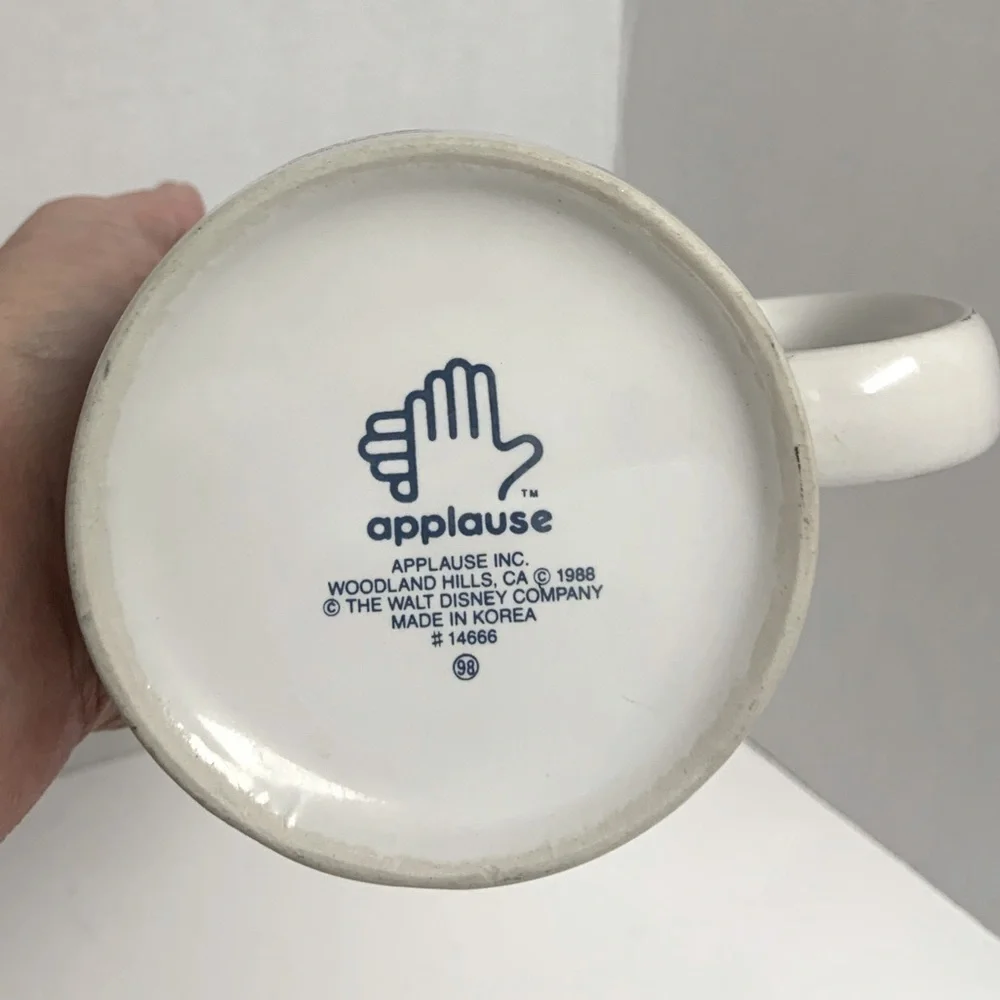 TM
applause
APPLAUSE INC.
WOODLAND HILLS, CA © 1988
© THE WALT DISNEY COMPANY
MADE IN KOREA
# 14666
98